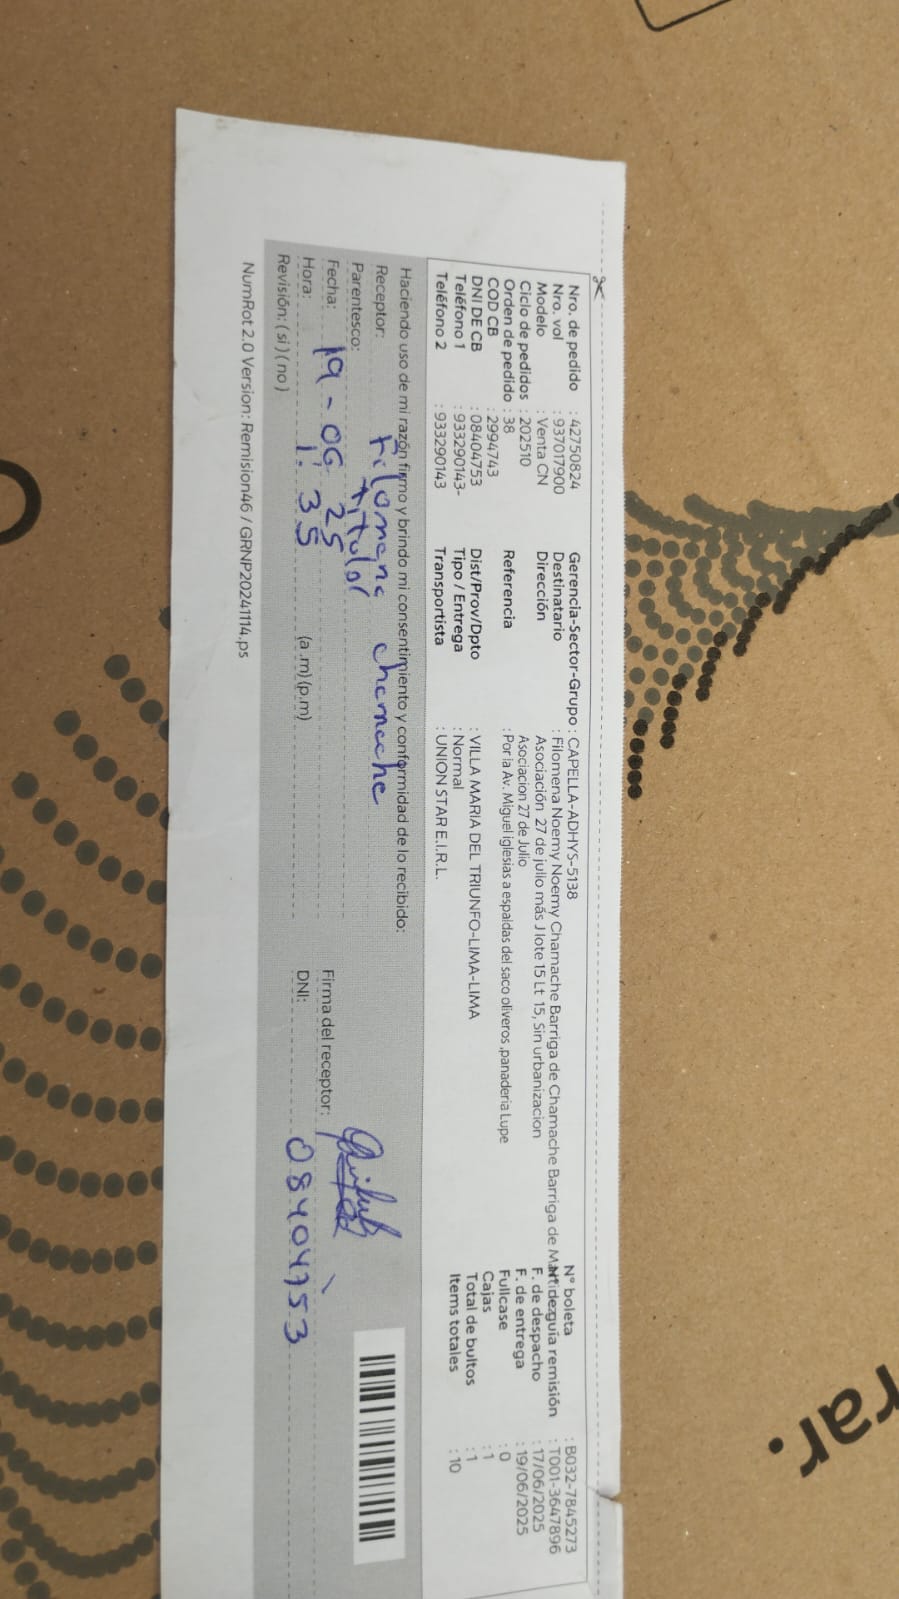 Nro. de pedido : 42750824
Nro. vol : 937017900
Modelo : Venta CN
Ciclo de pedidos : 202510
Orden de pedido : 38
COD CB : 2994743
DNI DE CB : 08404753
Teléfono 1 : 933290143-
Teléfono 2 : 933290143
Gerencia-Sector-Grupo : CAPELLA-ADHYS-5138
Destinatario : Filomena Noemy Noemy Chamache Barriga de Chamache Barriga de
Dirección Asociación 27 de julio más J lote 15 Lt 15, Sin urbanizacion
Asociacion 27 de Julio
Referencia : Por la Av. Miguel iglesias a espaldas del saco oliveros ,panaderia Lupe
Dist/Prov/Dpto : VILLA MARIA DEL TRIUNFO-LIMA-LIMA
Tipo / Entrega : Normal
Transportista : UNION STAR E.I.R.L.
N° boleta : B032-7845273
guía remisión : T001-3647896
F. de despacho : 17/06/2025
F. de entrega : 19/06/2025
Fullcase : 0
Cajas : 1
Total de bultos : 1
Items totales : 10
Haciendo uso de mi razón firmo y brindo mi consentimiento y conformidad de lo recibido:
Receptor: Filomena chamache
Parentesco: titular
Fecha: 19-06 25
Hora: 1:35 (a.m)(p.m)
Revisión: (si) (no)
Firma del receptor:
DNI: 08404753
NumRot 2.0 Version: Remision46 / GRNP20241114.ps
rar.